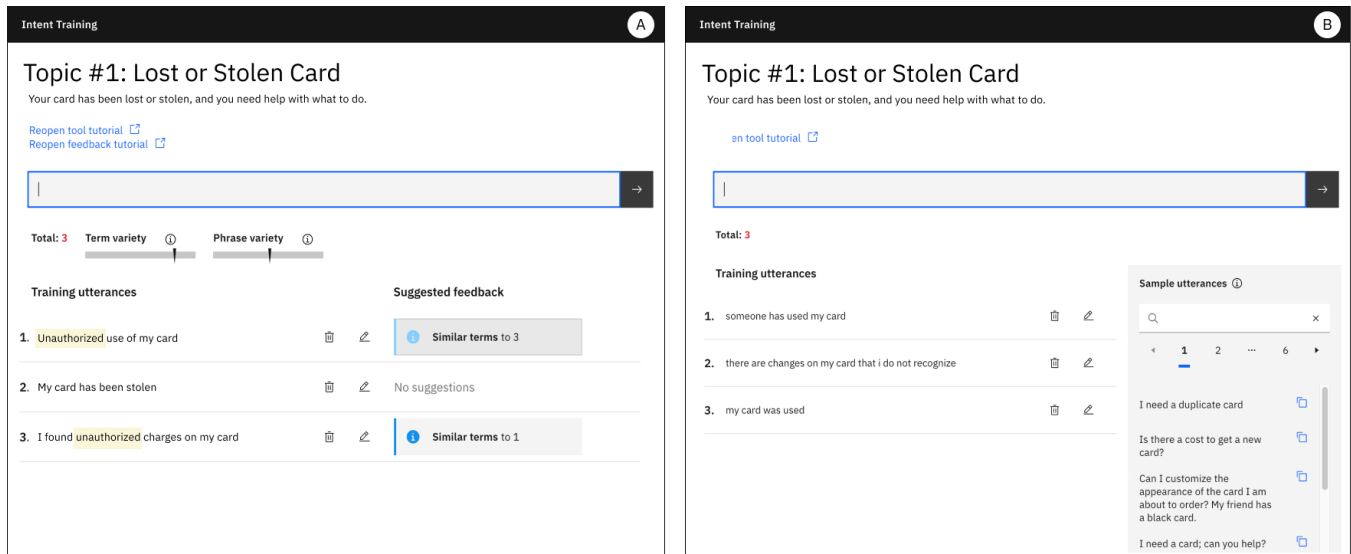 Intent Training
A
Topic #1: Lost or Stolen Card
Your card has been lost or stolen, and you need help with what to do.
Reopen tool tutorial
Reopen feedback tutorial
Total: 3 Term variety Phrase variety
Training utterances Suggested feedback
1. Unauthorized use of my card Similar terms to 3
2. My card has been stolen No suggestions
3. I found unauthorized charges on my card Similar terms to 1
Intent Training
B
Topic #1: Lost or Stolen Card
Your card has been lost or stolen, and you need help with what to do.
en tool tutorial
Total: 3
Training utterances
1. someone has used my card
2. there are changes on my card that i do not recognize
3. my card was used
Sample utterances
1 2 ... 6
I need a duplicate card
Is there a cost to get a new
card?
Can I customize the
appearance of the card I am
about to order? My friend has
a black card.
I need a card; can you help?